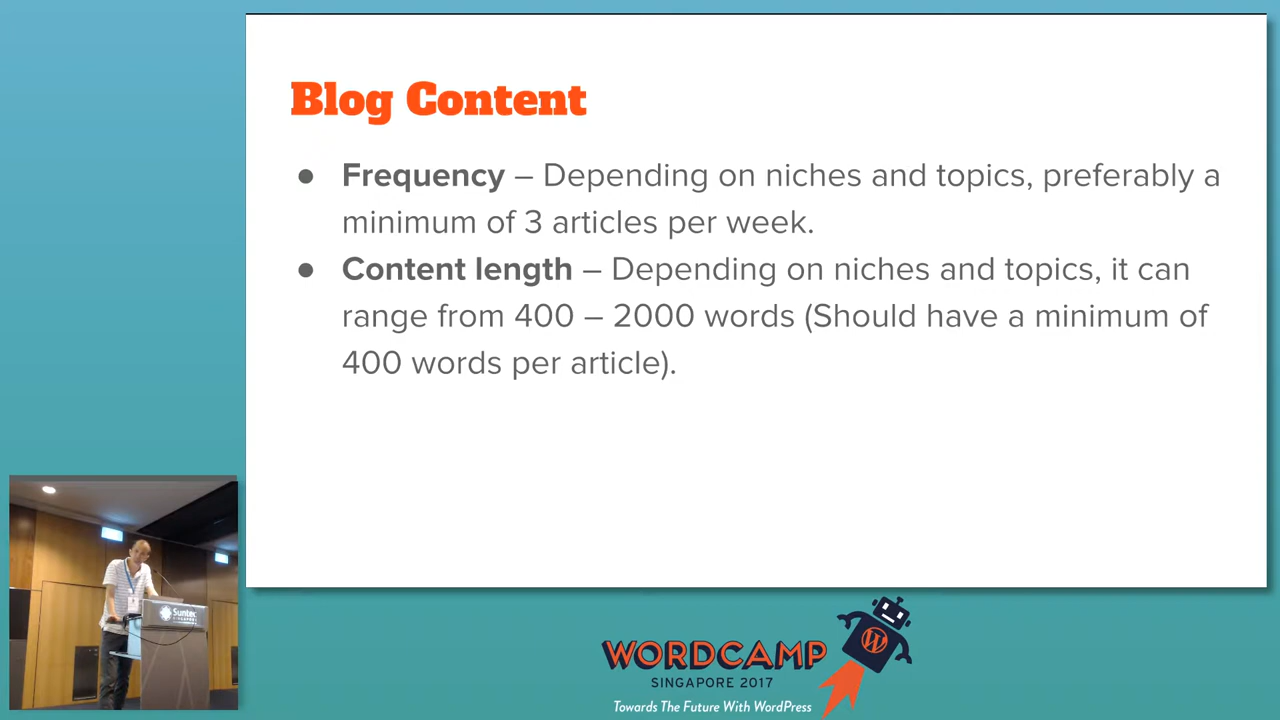 Blog Content
● Frequency – Depending on niches and topics, preferably a
minimum of 3 articles per week.
● Content length – Depending on niches and topics, it can
range from 400 – 2000 words (Should have a minimum of
400 words per article).
Suntec
SINGAPORE
WORDCAMP
SINGAPORE 2017
Towards The Future With WordPress